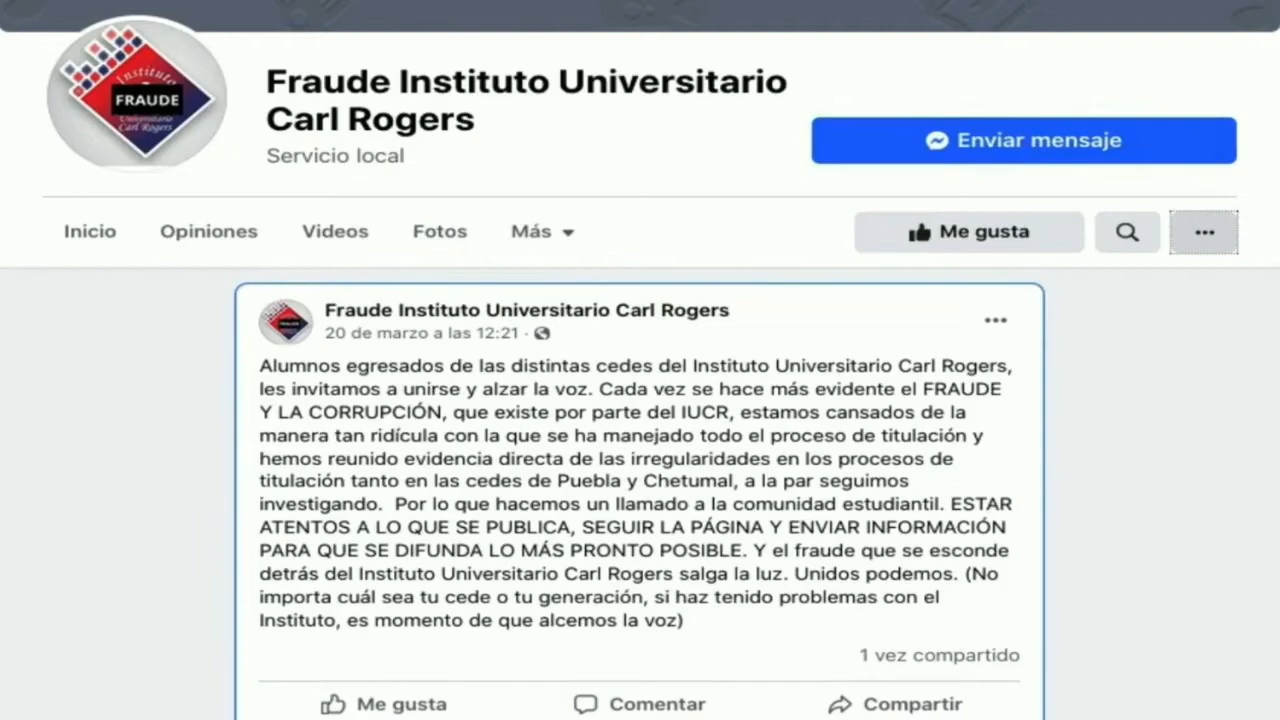 Instituto
FRAUDE
Universitario
Carl Rogers
Fraude Instituto Universitario
Carl Rogers
Servicio local
Enviar mensaje
Inicio Opiniones Videos Fotos Más
Me gusta
Fraude Instituto Universitario Carl Rogers
20 de marzo a las 12:21 ·
Alumnos egresados de las distintas cedes del Instituto Universitario Carl Rogers,
les invitamos a unirse y alzar la voz. Cada vez se hace más evidente el FRAUDE
Y LA CORRUPCIÓN, que existe por parte del IUCR, estamos cansados de la
manera tan ridícula con la que se ha manejado todo el proceso de titulación y
hemos reunido evidencia directa de las irregularidades en los procesos de
titulación tanto en las cedes de Puebla y Chetumal, a la par seguimos
investigando.  Por lo que hacemos un llamado a la comunidad estudiantil. ESTAR
ATENTOS A LO QUE SE PUBLICA, SEGUIR LA PÁGINA Y ENVIAR INFORMACIÓN
PARA QUE SE DIFUNDA LO MÁS PRONTO POSIBLE. Y el fraude que se esconde
detrás del Instituto Universitario Carl Rogers salga la luz. Unidos podemos. (No
importa cuál sea tu cede o tu generación, si haz tenido problemas con el
Instituto, es momento de que alcemos la voz)
1 vez compartido
Me gusta Comentar Compartir